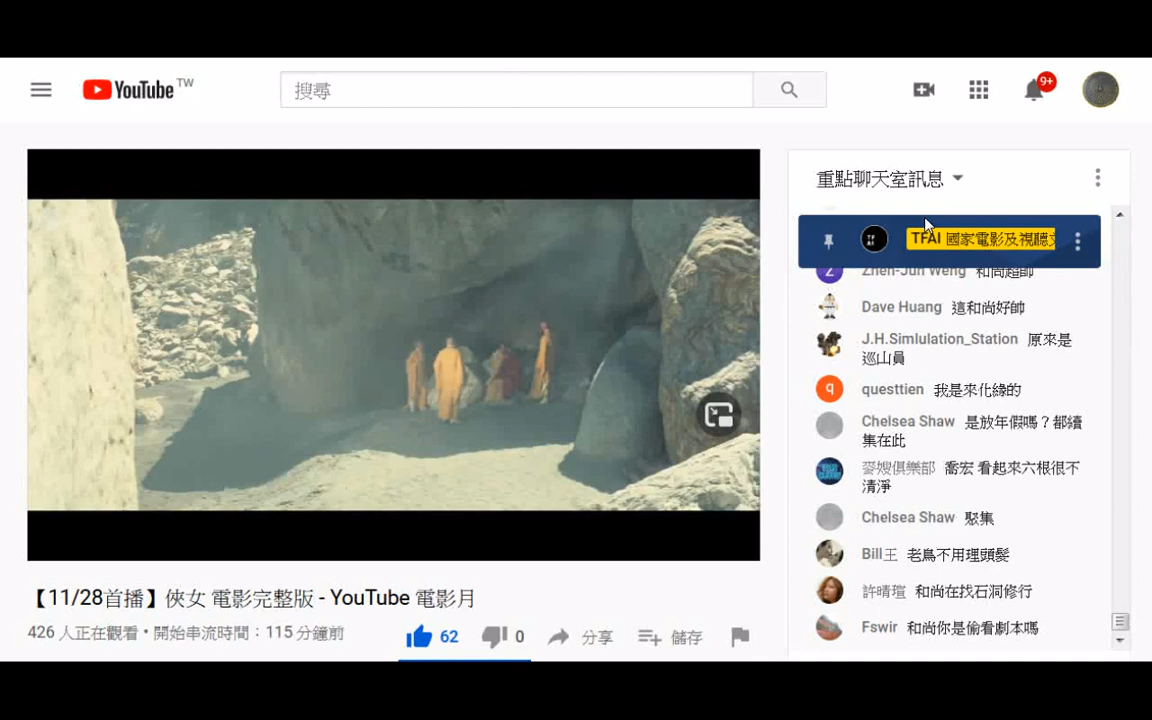 YouTube TW
搜尋
9+
重點聊天室訊息
TFAI 國家電影及視聽文
Zhen-Jun Weng 和尚超帥
Dave Huang 這和尚好帥
J.H.Simlulation_Station 原來是
巡山員
questtien 我是來化緣的
Chelsea Shaw 是放年假嗎？都續
集在此
麥嫂俱樂部 喬宏 看起來六根很不
清淨
Chelsea Shaw 聚集
Bill王 老鳥不用理頭髮
許晴瑄 和尚在找石洞修行
Fswir 和尚你是偷看劇本嗎
【11/28首播】俠女 電影完整版 - YouTube 電影月
426 人正在觀看 • 開始串流時間：115 分鐘前
62
0
分享
儲存